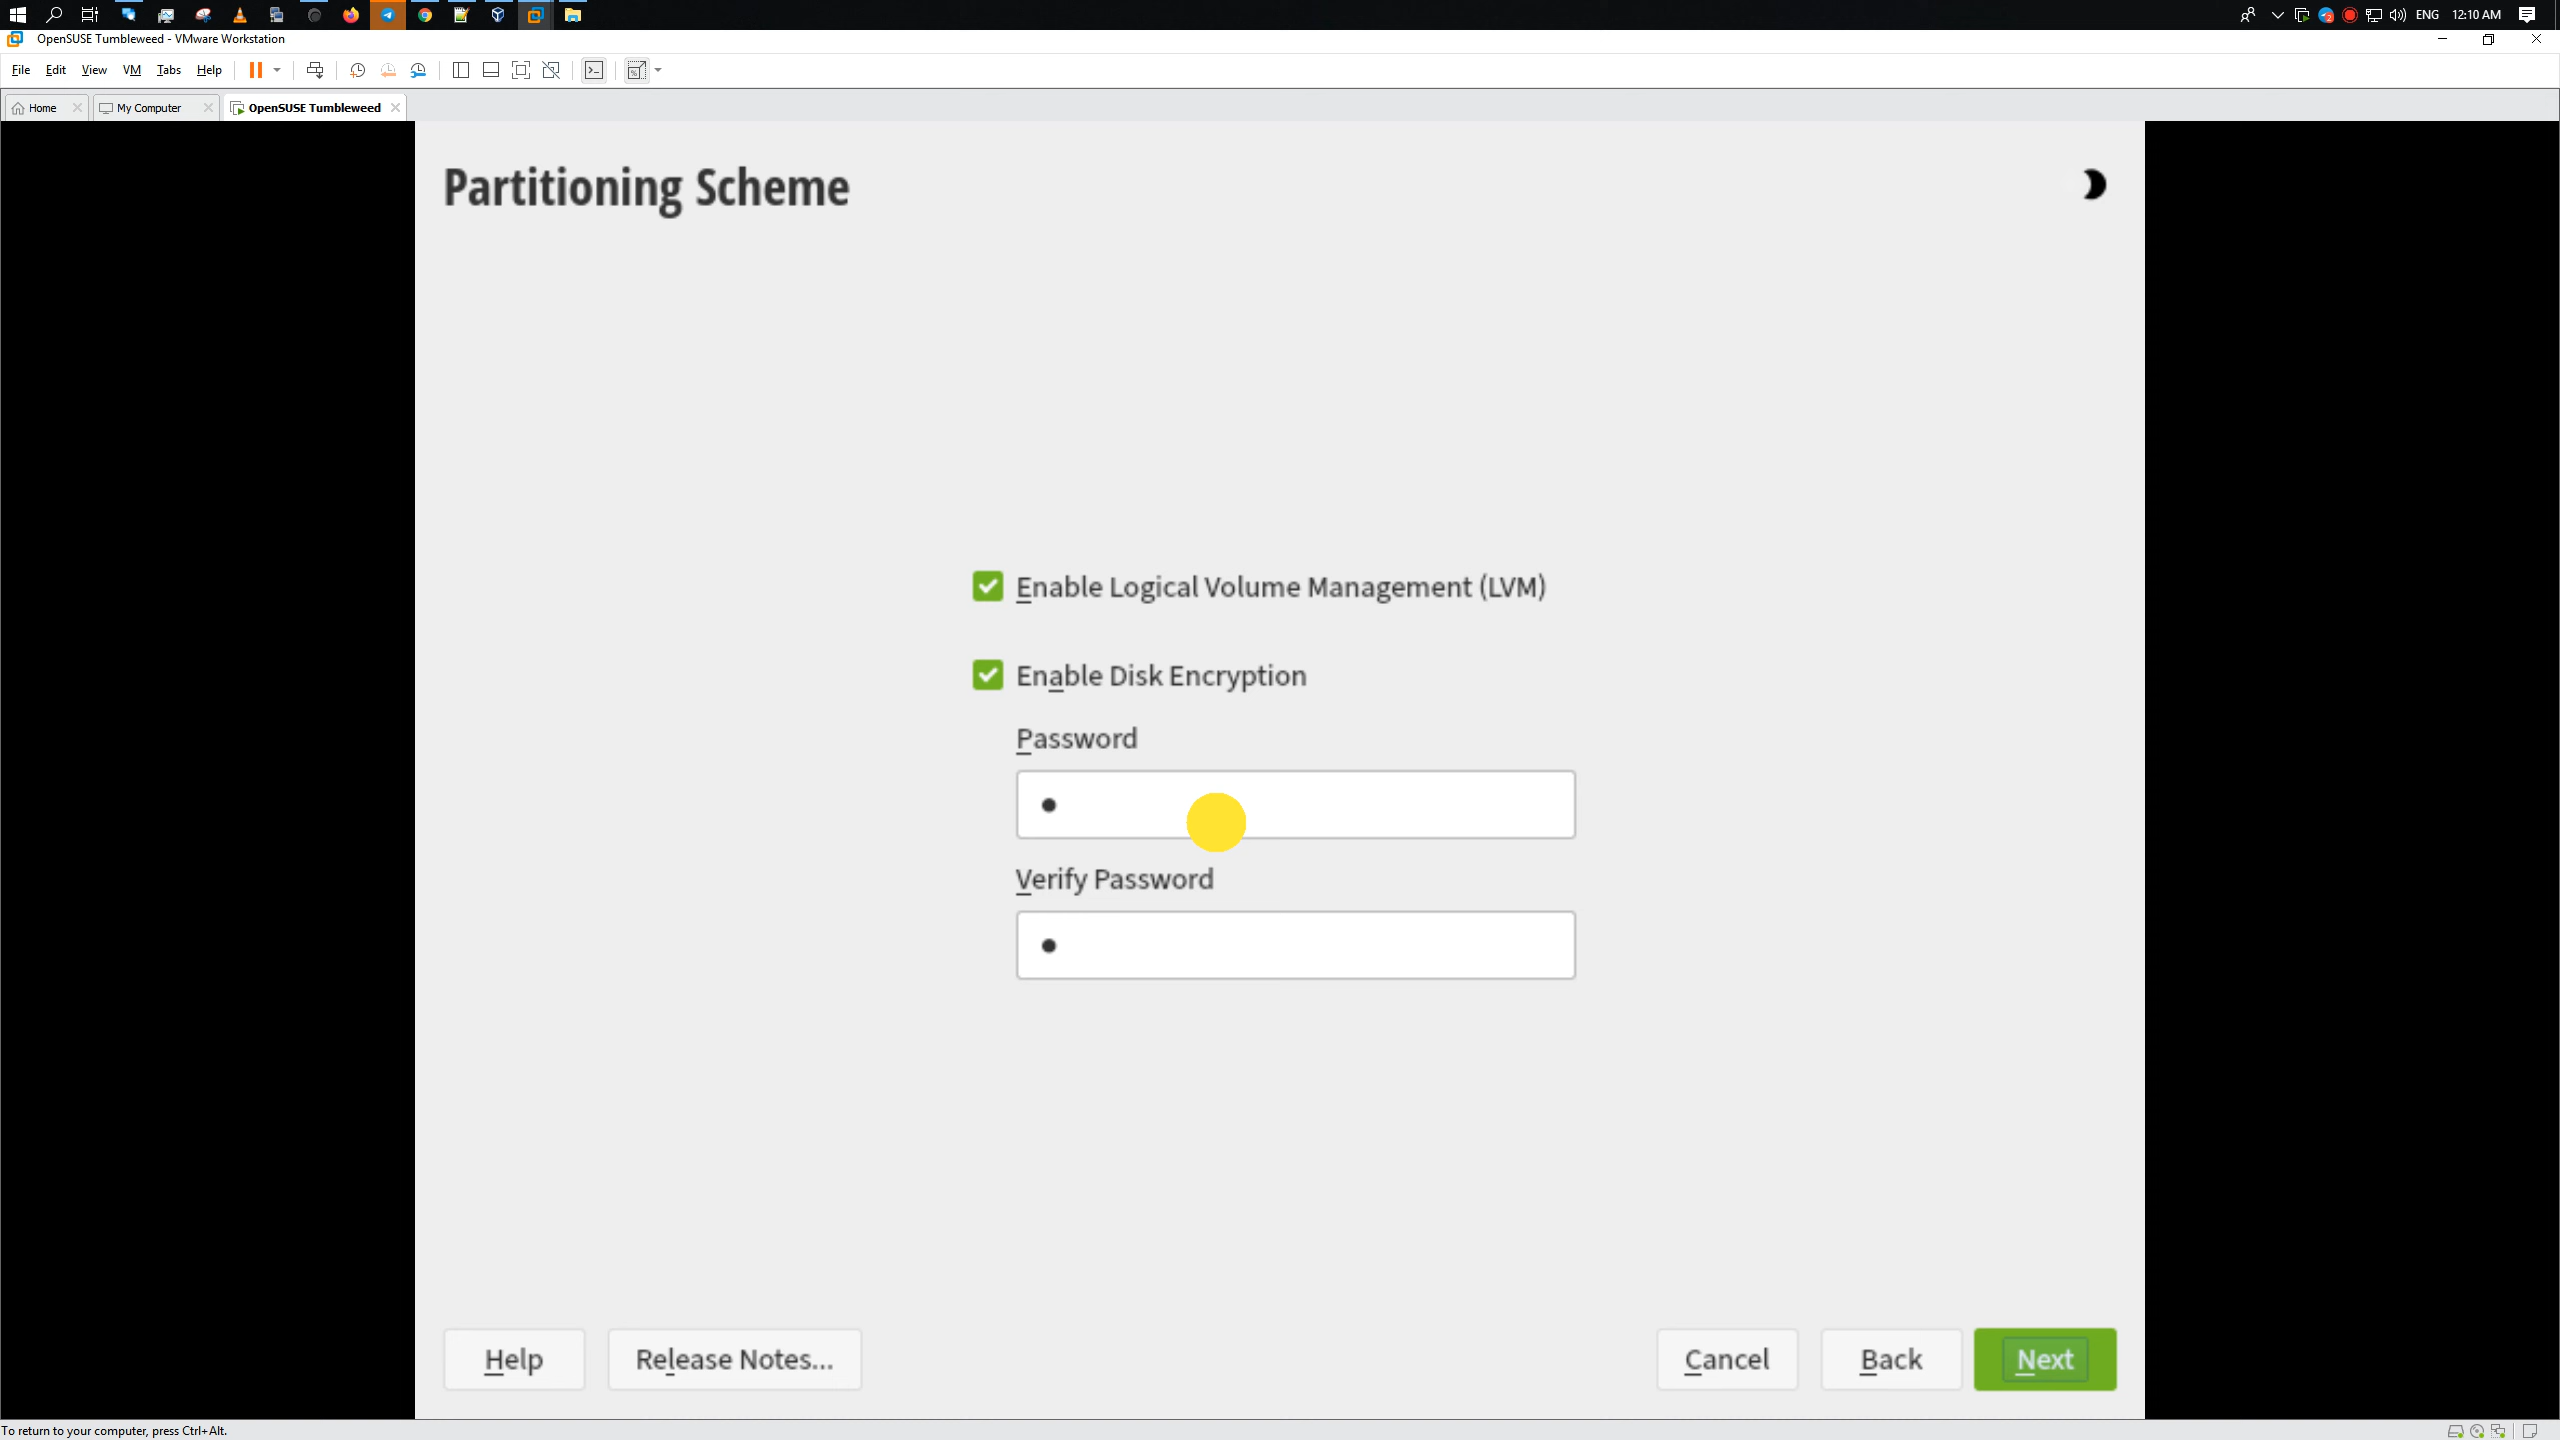 ENG 12:10 AM
OpenSUSE Tumbleweed - VMware Workstation
File Edit View VM Tabs Help
Home My Computer OpenSUSE Tumbleweed
Partitioning Scheme
Enable Logical Volume Management (LVM)
Enable Disk Encryption
Password
Verify Password
Help Release Notes... Cancel Back Next
To return to your computer, press Ctrl+Alt.